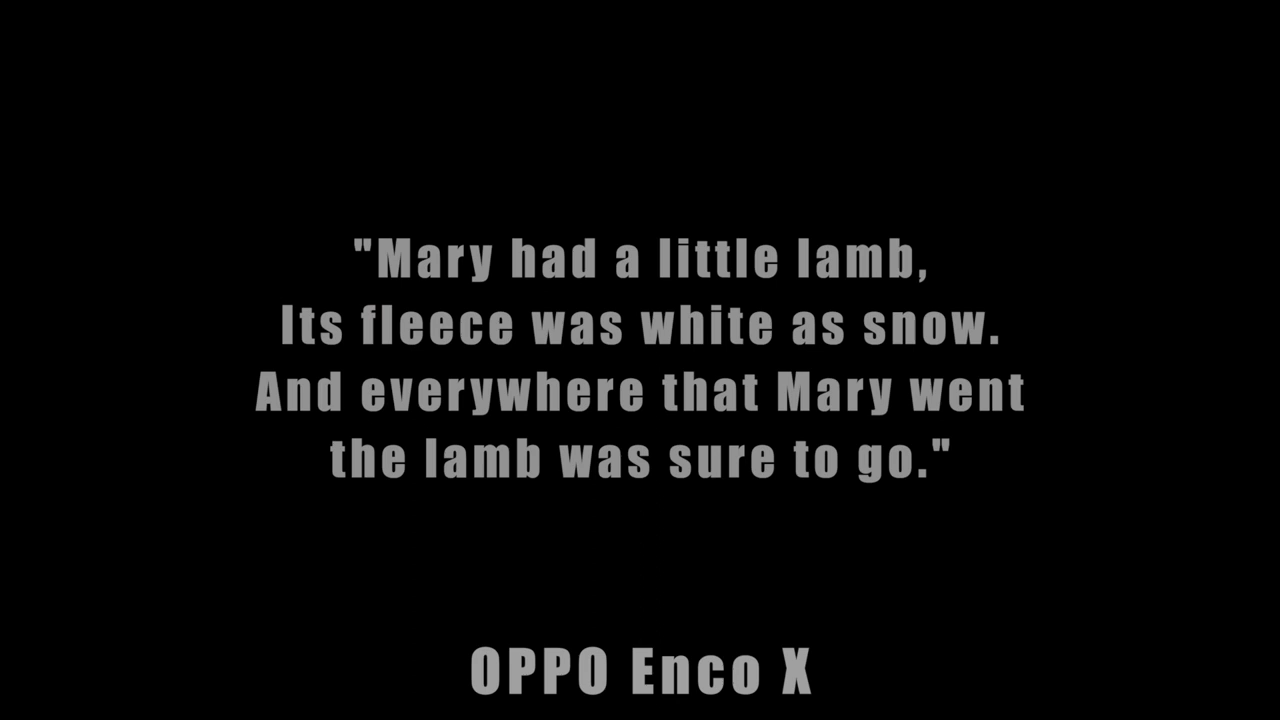 "Mary had a little lamb,
Its fleece was white as snow.
And everywhere that Mary went
the lamb was sure to go."
OPPO Enco X